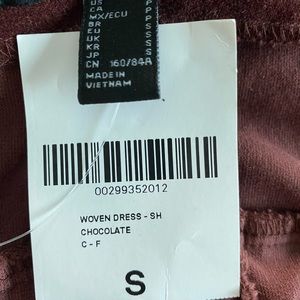 US P
CA P
MX/ECU P
BR P
EU S
UK S
KR S
JP S
CN 160/84A
MADE IN
VIETNAM
00299352012
WOVEN DRESS - SH
CHOCOLATE
C - F
S